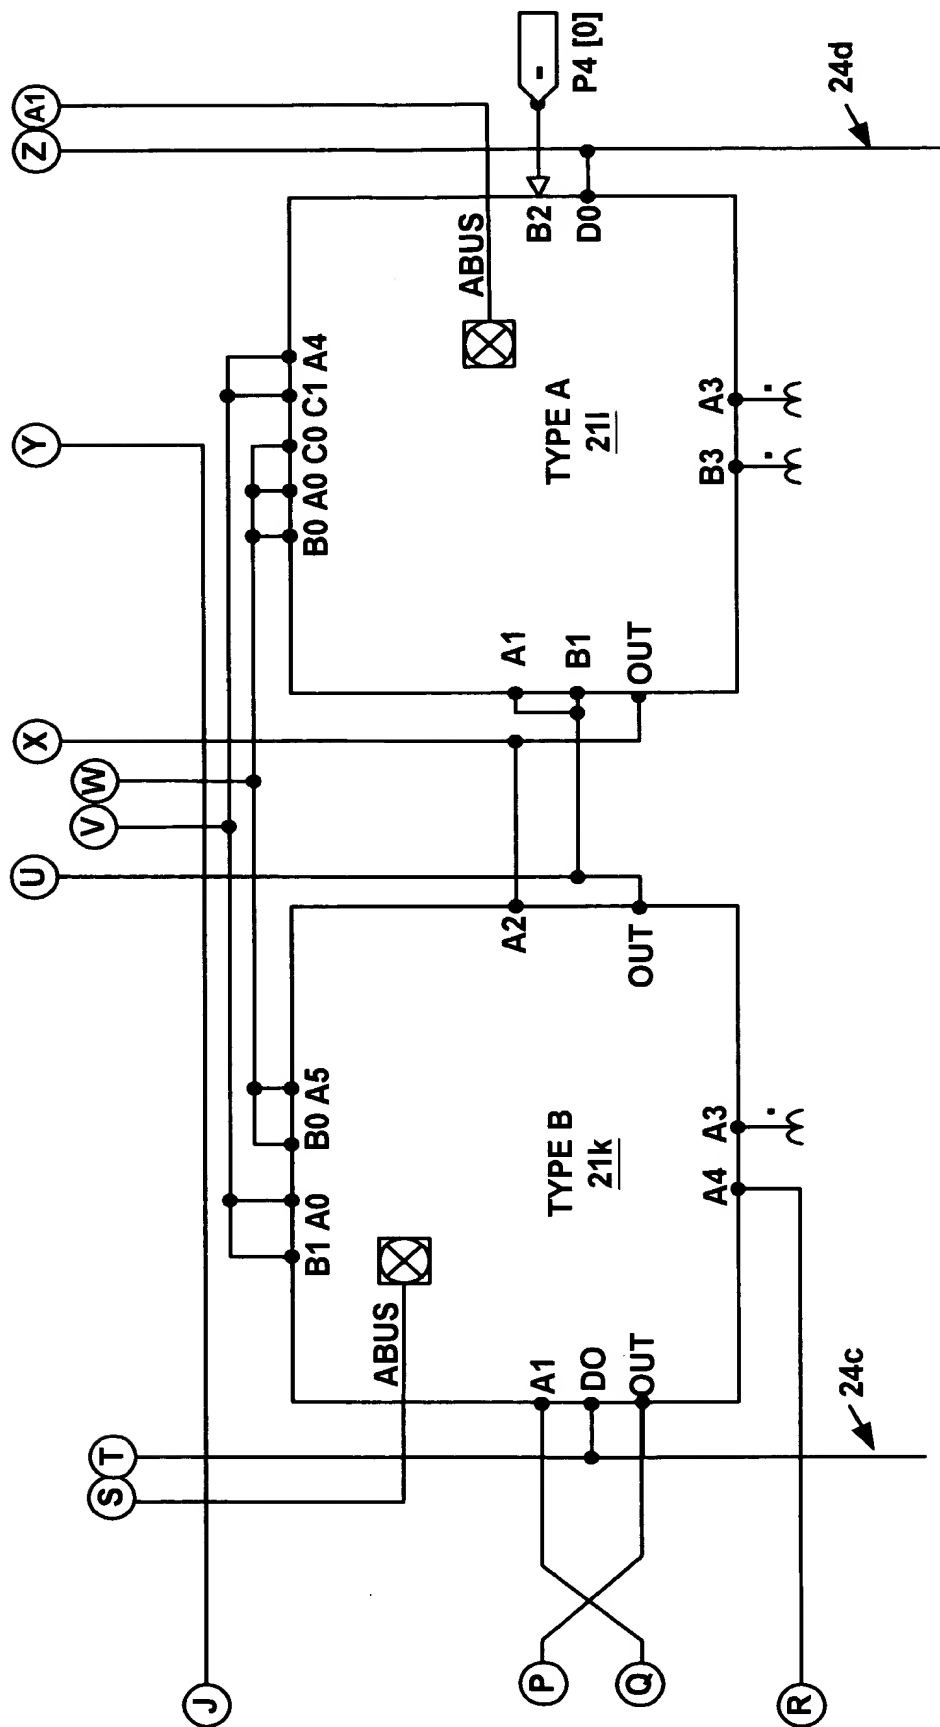 S
T
U
V
W
X
Y
Z
A1
J
B1 A0
B0 A5
B0 A0 C0 C1 A4
ABUS
ABUS
P
A1
A2
A1
B2
-
P4 [0]
TYPE B
21k
TYPE A
21l
DO
B1
D0
Q
OUT
OUT
OUT
R
A4
A3
B3
A3
24c
24d